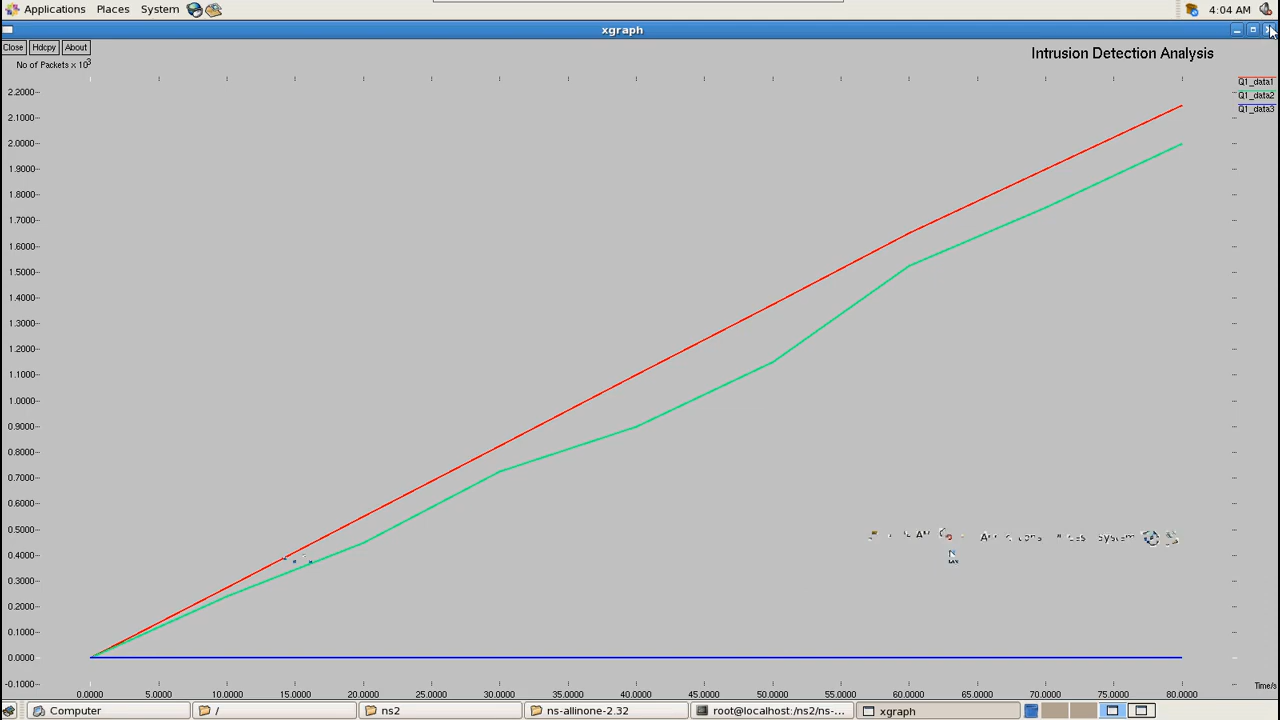 Applications Places System 4:04 AM
xgraph
Close Hdcpy About
Intrusion Detection Analysis
No of Packets x 10³
Q1_data1
Q1_data2
Q1_data3
2.2000
2.1000
2.0000
1.9000
1.8000
1.7000
1.6000
1.5000
1.4000
1.3000
1.2000
1.1000
1.0000
0.9000
0.8000
0.7000
0.6000
0.5000
0.4000
0.3000
0.2000
0.1000
0.0000
-0.1000
0.0000 5.0000 10.0000 15.0000 20.0000 25.0000 30.0000 35.0000 40.0000 45.0000 50.0000 55.0000 60.0000 65.0000 70.0000 75.0000 80.0000
Time/s
System
Computer / ns2 ns-allinone-2.32 root@localhost:/ns2/ns-... xgraph